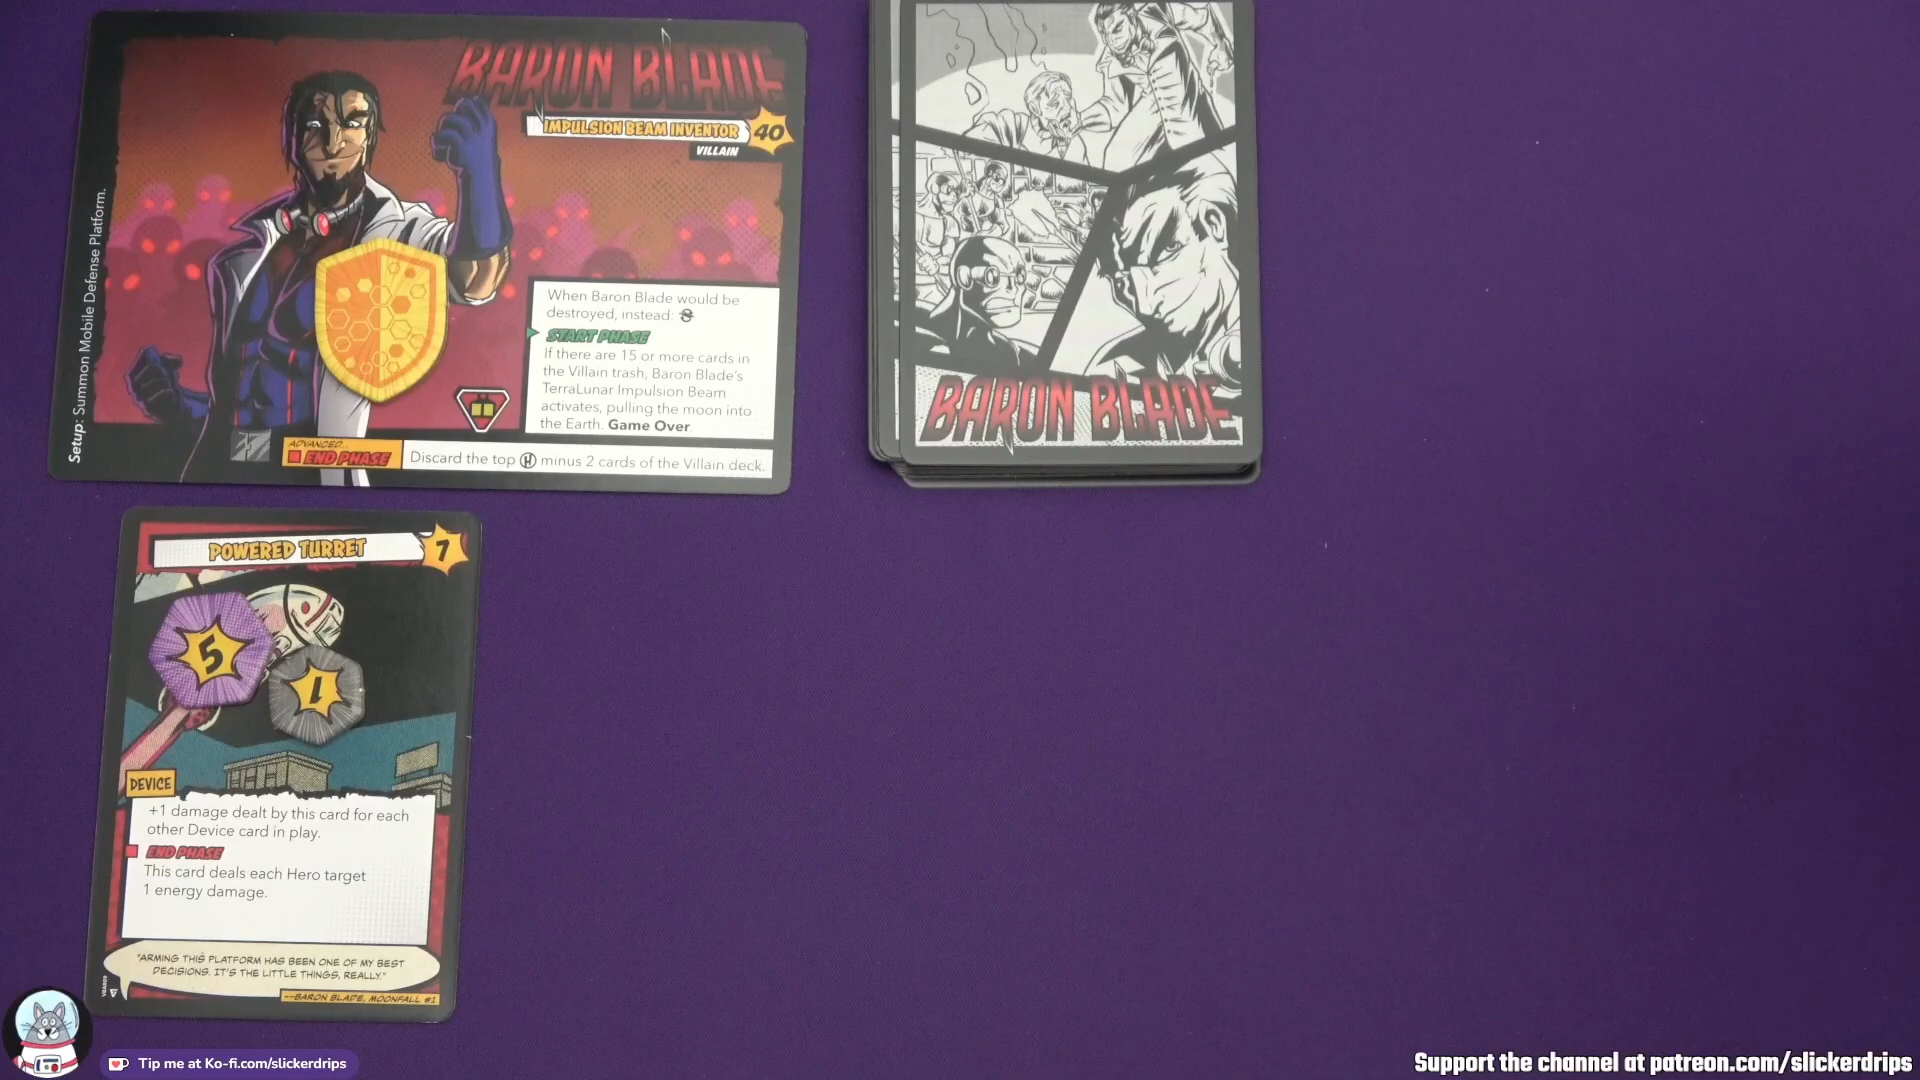 BARON BLADE
IMPULSION BEAM INVENTOR
40
VILLAIN
Setup: Summon Mobile Defense Platform.
When Baron Blade would be
destroyed, instead:
START PHASE
If there are 15 or more cards in
the Villain trash, Baron Blade's
TerraLunar Impulsion Beam
activates, pulling the moon into
the Earth. Game Over.
ADVANCED...
END PHASE
Discard the top H minus 2 cards of the Villain deck.
BARON BLADE
POWERED TURRET
7
5
1
DEVICE
+1 damage dealt by this card for each
other Device card in play.
END PHASE
This card deals each Hero target
1 energy damage.
"ARMING THIS PLATFORM HAS BEEN ONE OF MY BEST
DECISIONS. IT'S THE LITTLE THINGS, REALLY."
--BARON BLADE, MOONFALL #1
Tip me at Ko-fi.com/slickerdrips
Support the channel at patreon.com/slickerdrips